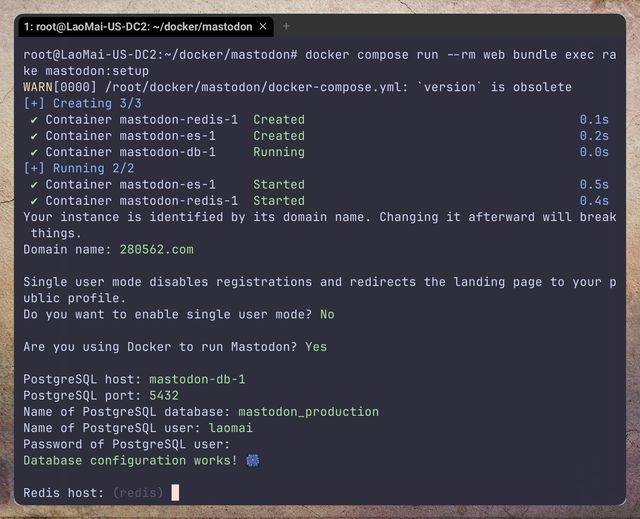 1: root@LaoMai-US-DC2: ~/docker/mastodon × +
root@LaoMai-US-DC2:~/docker/mastodon# docker compose run --rm web bundle exec ra
ke mastodon:setup
WARN[0000] /root/docker/mastodon/docker-compose.yml: `version` is obsolete
[+] Creating 3/3
✔ Container mastodon-redis-1 Created 0.1s
✔ Container mastodon-es-1 Created 0.2s
✔ Container mastodon-db-1 Running 0.0s
[+] Running 2/2
✔ Container mastodon-es-1 Started 0.5s
✔ Container mastodon-redis-1 Started 0.4s
Your instance is identified by its domain name. Changing it afterward will break
things.
Domain name: 280562.com
Single user mode disables registrations and redirects the landing page to your p
ublic profile.
Do you want to enable single user mode? No
Are you using Docker to run Mastodon? Yes
PostgreSQL host: mastodon-db-1
PostgreSQL port: 5432
Name of PostgreSQL database: mastodon_production
Name of PostgreSQL user: laomai
Password of PostgreSQL user:
Database configuration works! 🎆
Redis host: (redis)